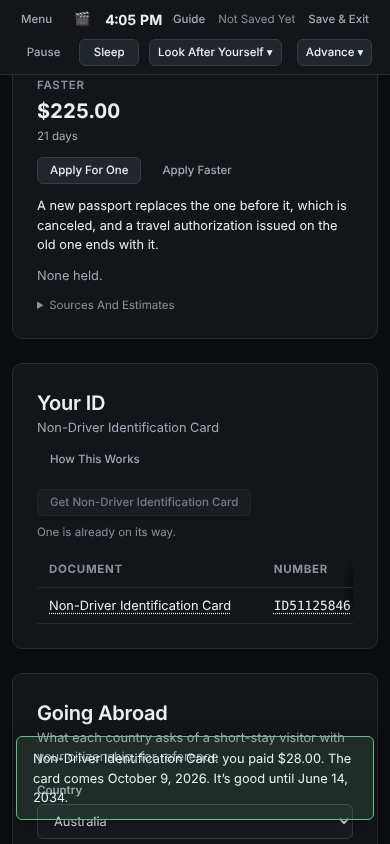 Menu 🎬 4:05 PM Guide Not Saved Yet Save & Exit
Pause Sleep Look After Yourself ▾ Advance ▾
FASTER
$225.00
21 days
Apply For One Apply Faster
A new passport replaces the one before it, which is
canceled, and a travel authorization issued on the
old one ends with it.
None held.
▶ Sources And Estimates
Your ID
Non-Driver Identification Card
How This Works
Get Non-Driver Identification Card
One is already on its way.
DOCUMENT NUMBER
Non-Driver Identification Card ID51125846
Going Abroad
What each country asks of a short-stay visitor with
your citizenship, for reference.
Non-Driver Identification Card: you paid $28.00. The
card comes October 9, 2026. It’s good until June 14,
2034.
Country
Australia